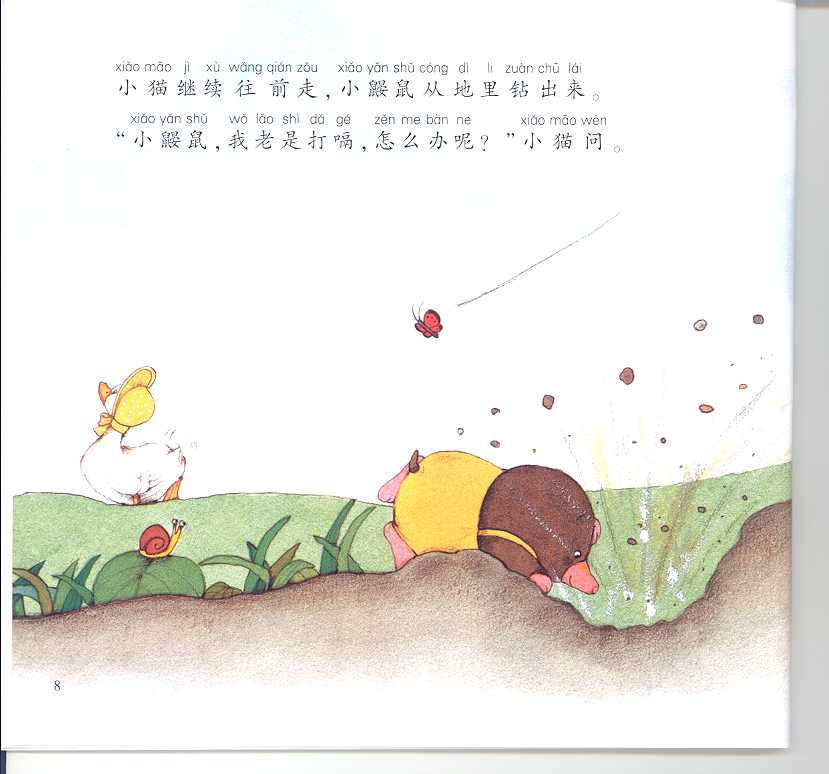 xiǎo māo jì xù wǎng qián zǒu xiǎo yǎn shǔ cóng dì li zuān chū lái
小猫继续往前走，小鼹鼠从地里钻出来。
xiǎo yǎn shǔ wǒ lǎo shì dǎ gé zěn me bàn ne xiǎo māo wèn
“小鼹鼠，我老是打嗝，怎么办呢？”小猫问。
8